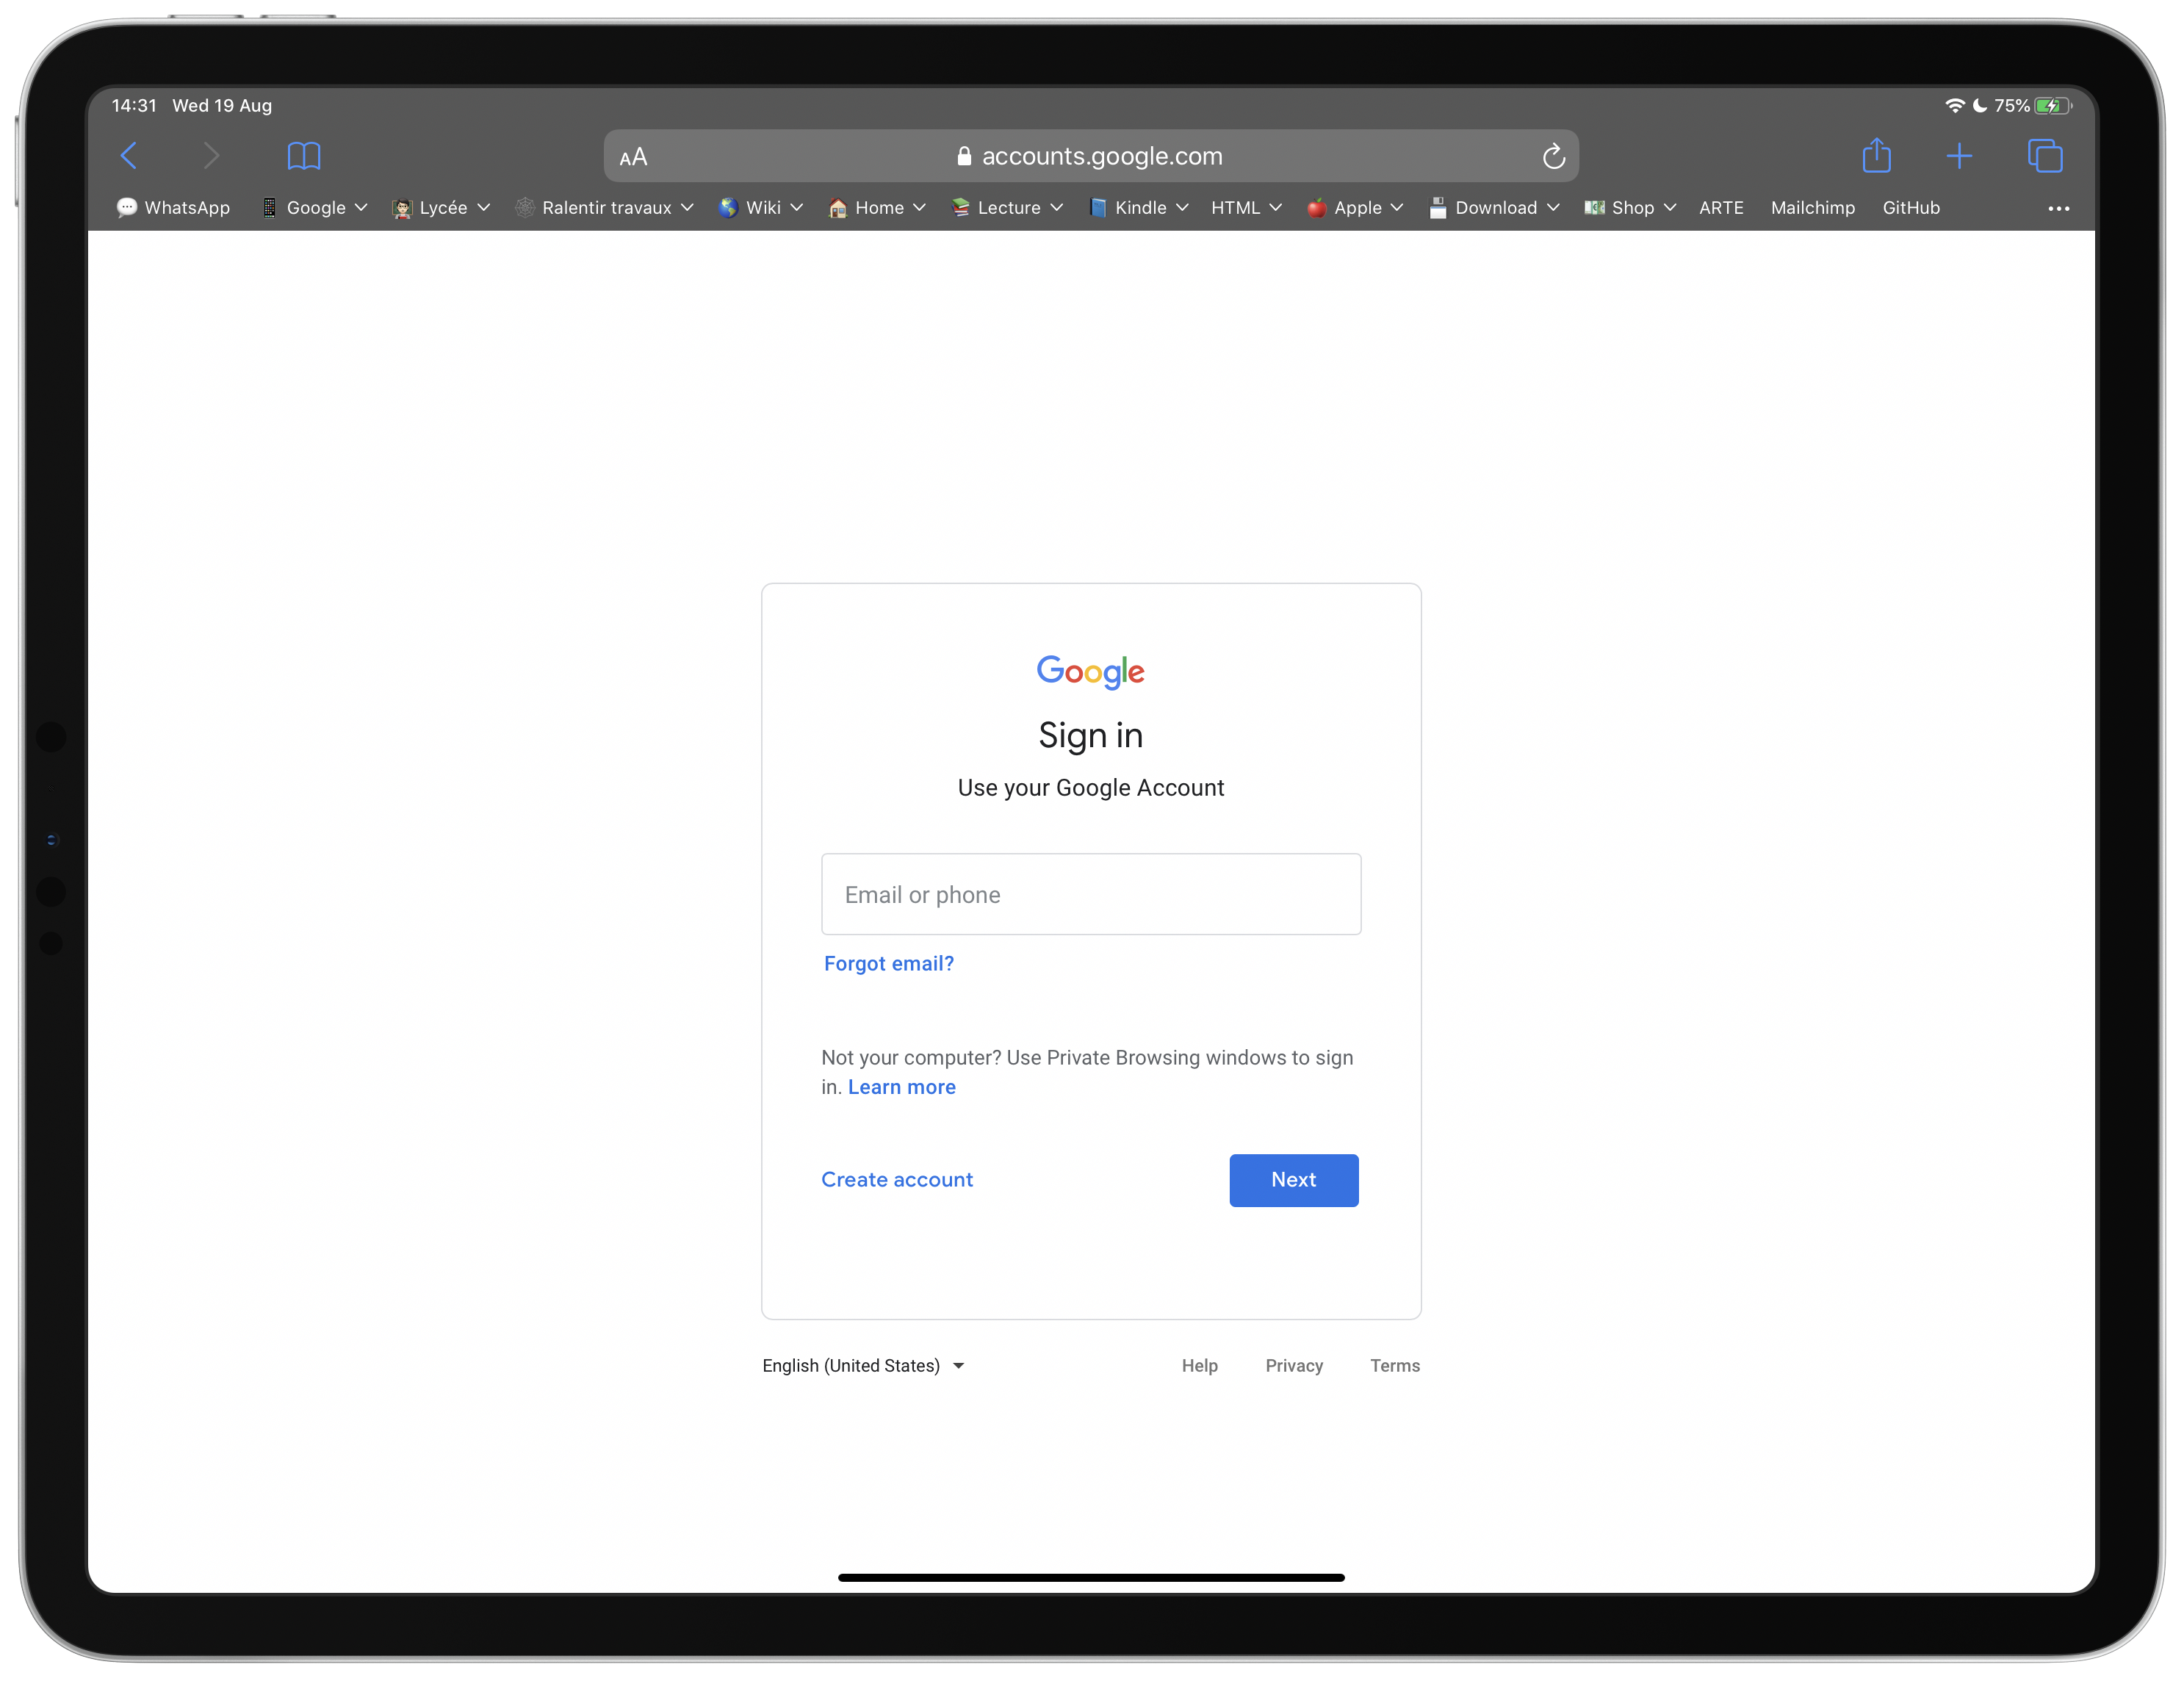 14:31 Wed 19 Aug 75%
AA accounts.google.com
WhatsApp Google Lycée Ralentir travaux Wiki Home Lecture Kindle HTML Apple Download Shop ARTE Mailchimp GitHub
Google
Sign in
Use your Google Account
Email or phone
Forgot email?
Not your computer? Use Private Browsing windows to sign
in. Learn more
Create account Next
English (United States) Help Privacy Terms